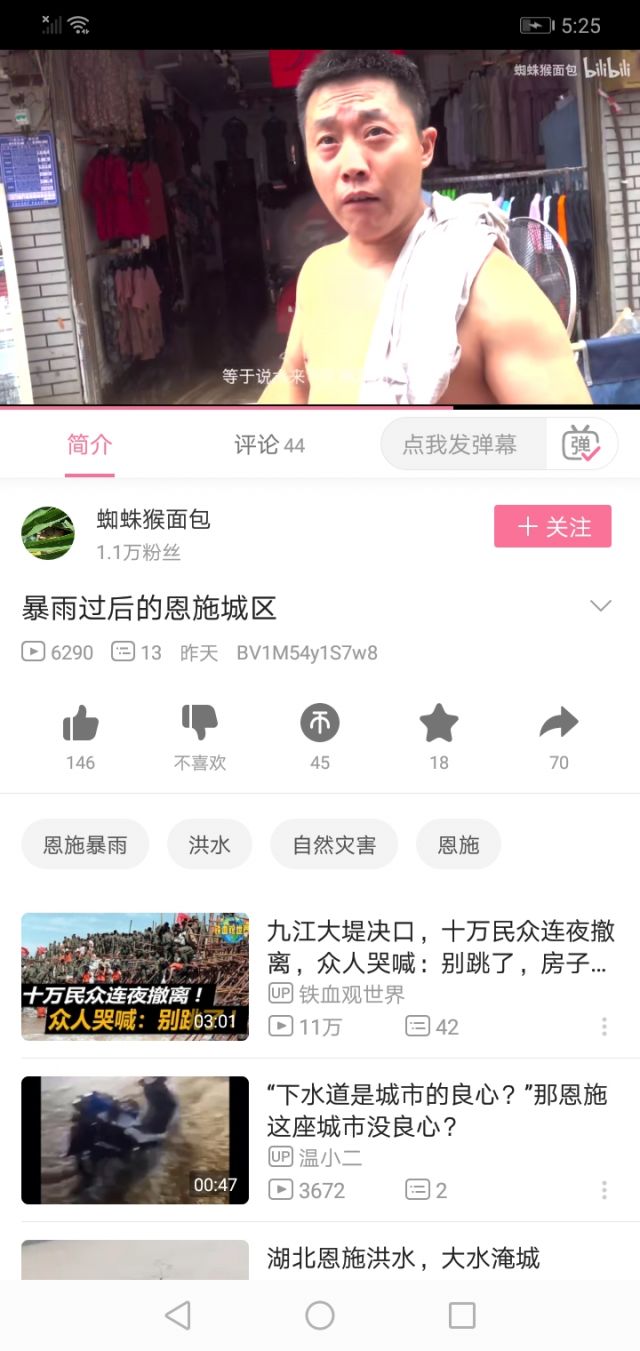 5:25
蜘蛛猴面包 bilibili
等于说水来
简介
评论 44
点我发弹幕
弹
蜘蛛猴面包
1.1万粉丝
+ 关注
暴雨过后的恩施城区
6290 13 昨天 BV1M54y1S7w8
146 不喜欢 45 18 70
恩施暴雨 洪水 自然灾害 恩施
铁血观世界
十万民众连夜撤离！
众人哭喊：别跳了
03:01
九江大堤决口，十万民众连夜撤
离，众人哭喊：别跳了，房子...
UP 铁血观世界
11万 42
00:47
“下水道是城市的良心？”那恩施
这座城市没良心？
UP 温小二
3672 2
湖北恩施洪水，大水淹城